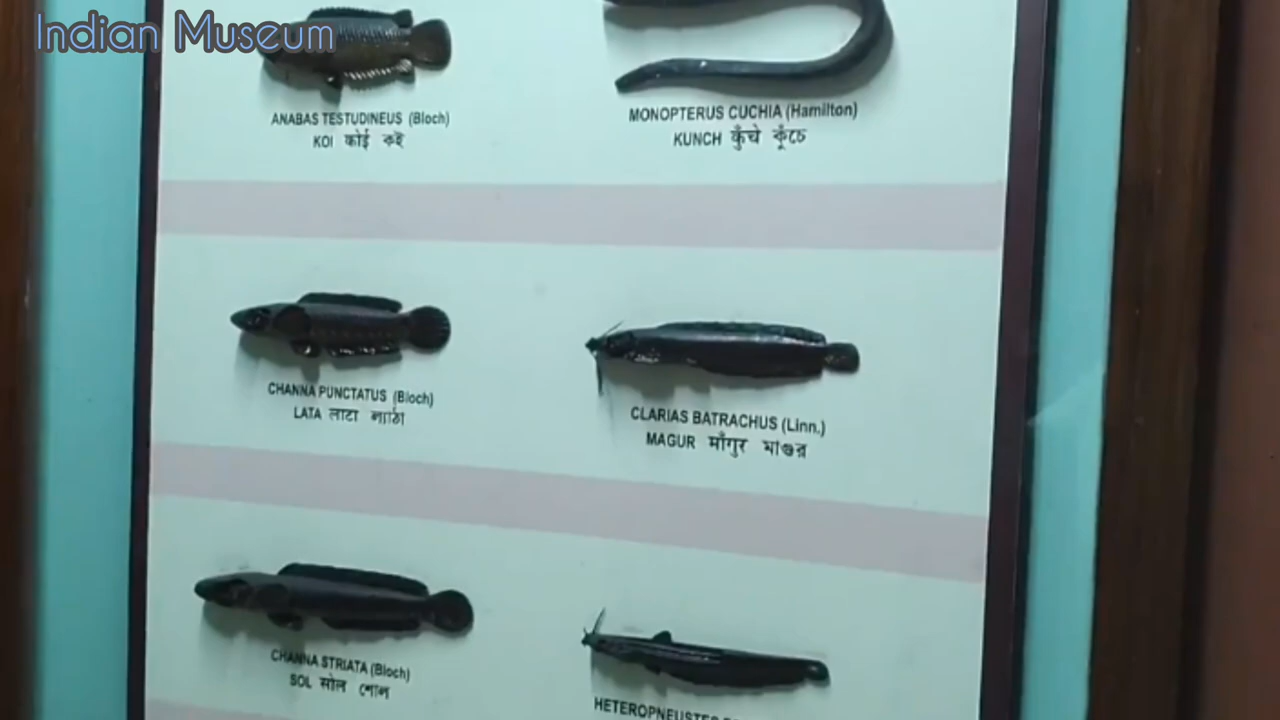 Indian Museum
ANABAS TESTUDINEUS (Bloch)
KOI कोई কই
MONOPTERUS CUCHIA (Hamilton)
KUNCH कुँचे কুঁচে
CHANNA PUNCTATUS (Bloch)
LATA लाटा ল্যাঠা
CLARIAS BATRACHUS (Linn.)
MAGUR माँगुर মাগুর
CHANNA STRIATA (Bloch)
SOL सोल শোল
HETEROPNEUSTES